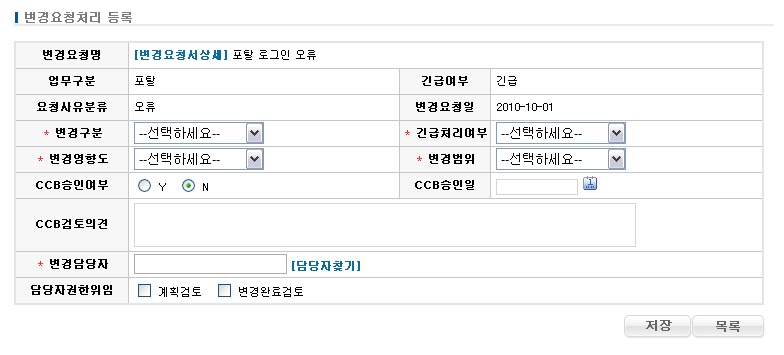 변경요청처리 등록
변경요청명 [변경요청서상세] 포탈 로그인 오류
업무구분 포탈 긴급여부 긴급
요청사유분류 오류 변경요청일 2010-10-01
* 변경구분 --선택하세요-- * 긴급처리여부 --선택하세요--
* 변경영향도 --선택하세요-- * 변경범위 --선택하세요--
CCB승인여부 Y N CCB승인일
CCB검토의견
* 변경담당자 [담당자찾기]
담당자권한위임 계획검토 변경완료검토
저장 목록